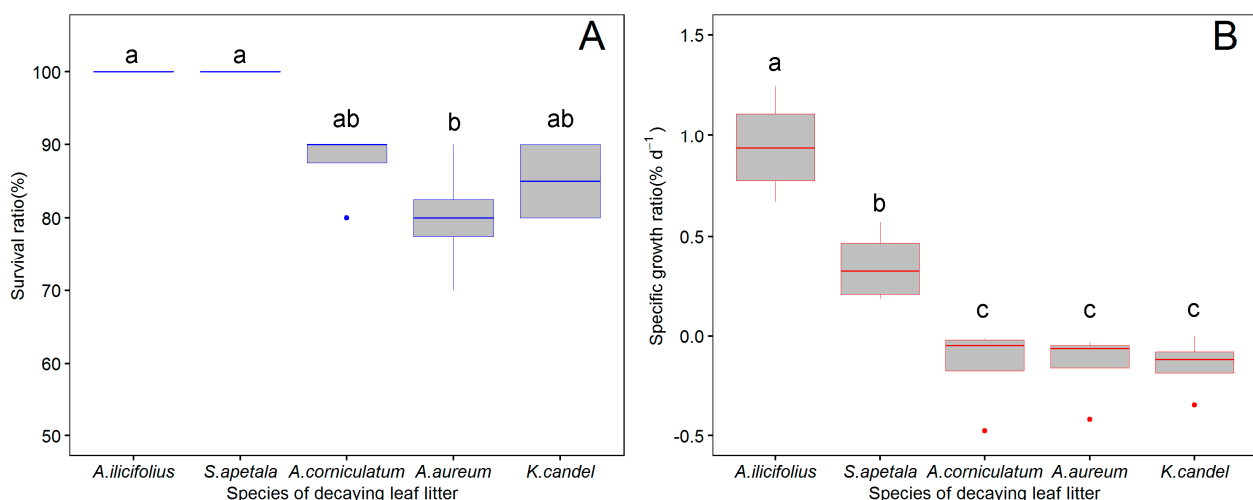 A
Survival ratio(%)
100
90
80
70
60
50
a
a
ab
b
ab
A.ilicifolius
S.apetala
A.corniculatum
A.aureum
K.candel
Species of decaying leaf litter
B
Specific growth ratio(% d⁻¹ )
1.5
1.0
0.5
0.0
-0.5
a
b
c
c
c
A.ilicifolius
S.apetala
A.corniculatum
A.aureum
K.candel
Species of decaying leaf litter